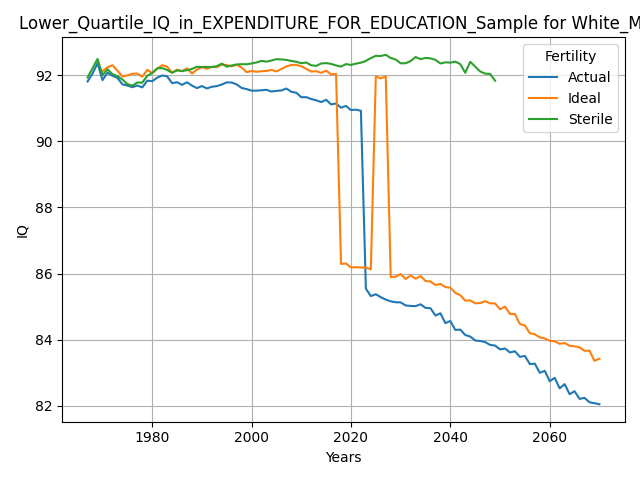 Lower_Quartile_IQ_in_EXPENDITURE_FOR_EDUCATION_Sample for White_M
Fertility
Actual
Ideal
Sterile
92
90
88
86
84
82
IQ
1980
2000
2020
2040
2060
Years